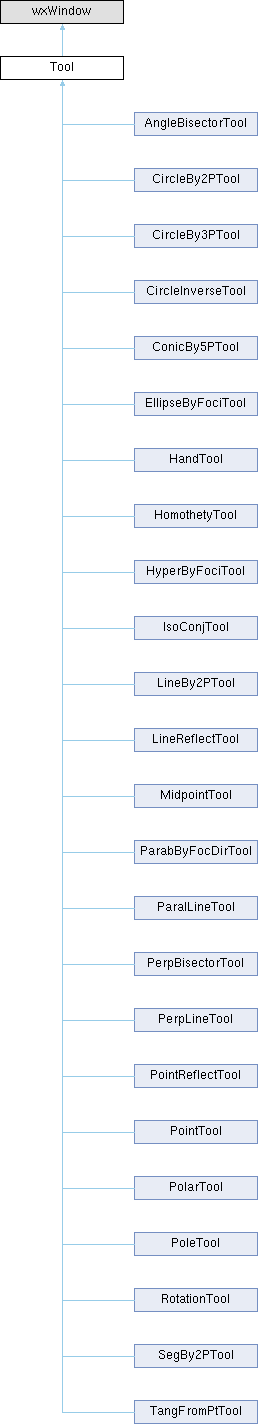 wxWindow
Tool
AngleBisectorTool
CircleBy2PTool
CircleBy3PTool
CircleInverseTool
ConicBy5PTool
EllipseByFociTool
HandTool
HomothetyTool
HyperByFociTool
IsoConjTool
LineBy2PTool
LineReflectTool
MidpointTool
ParabByFocDirTool
ParalLineTool
PerpBisectorTool
PerpLineTool
PointReflectTool
PointTool
PolarTool
PoleTool
RotationTool
SegBy2PTool
TangFromPtTool